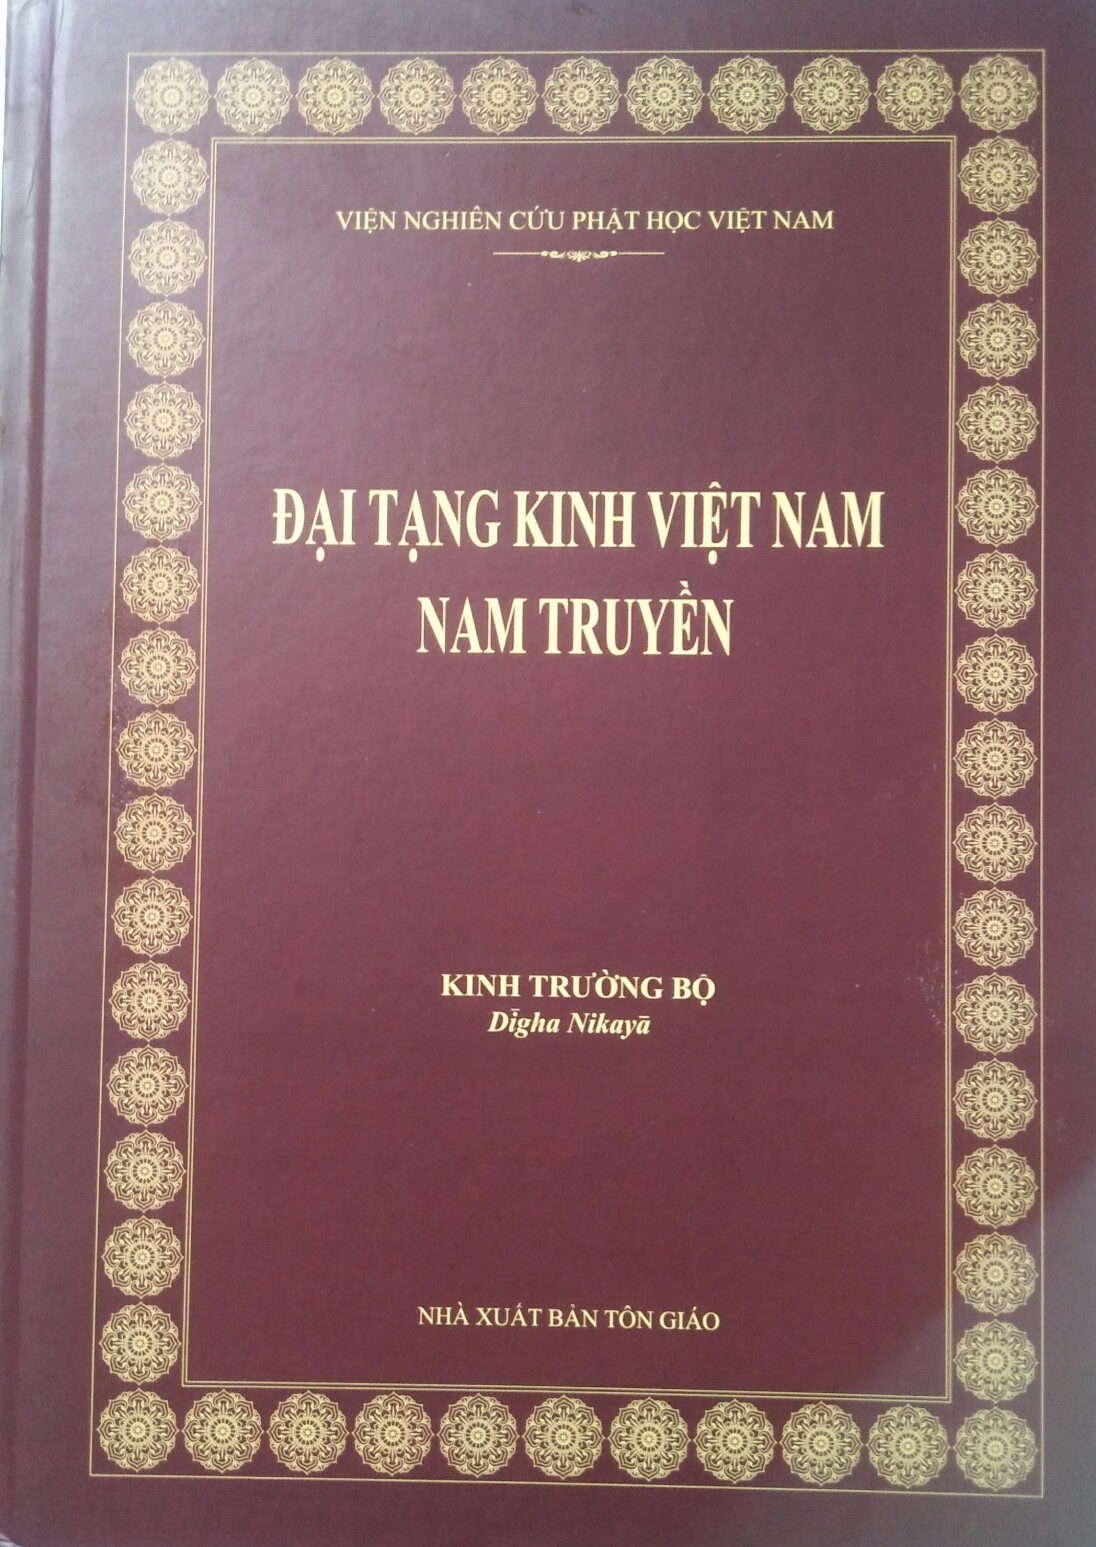 VIỆN NGHIÊN CỨU PHẬT HỌC VIỆT NAM
ĐẠI TẠNG KINH VIỆT NAM
NAM TRUYỀN
KINH TRƯỜNG BỘ
Dīgha Nikayā
NHÀ XUẤT BẢN TÔN GIÁO